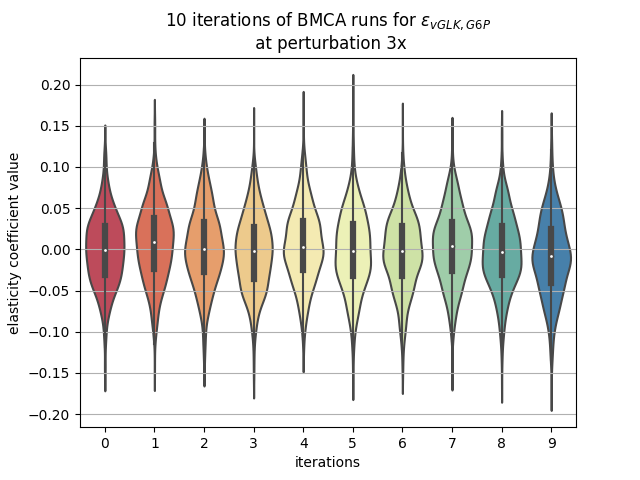 10 iterations of BMCA runs for ε_{vGLK,G6P}
at perturbation 3x
elasticity coefficient value
0.20
0.15
0.10
0.05
0.00
−0.05
−0.10
−0.15
−0.20
0 1 2 3 4 5 6 7 8 9
iterations